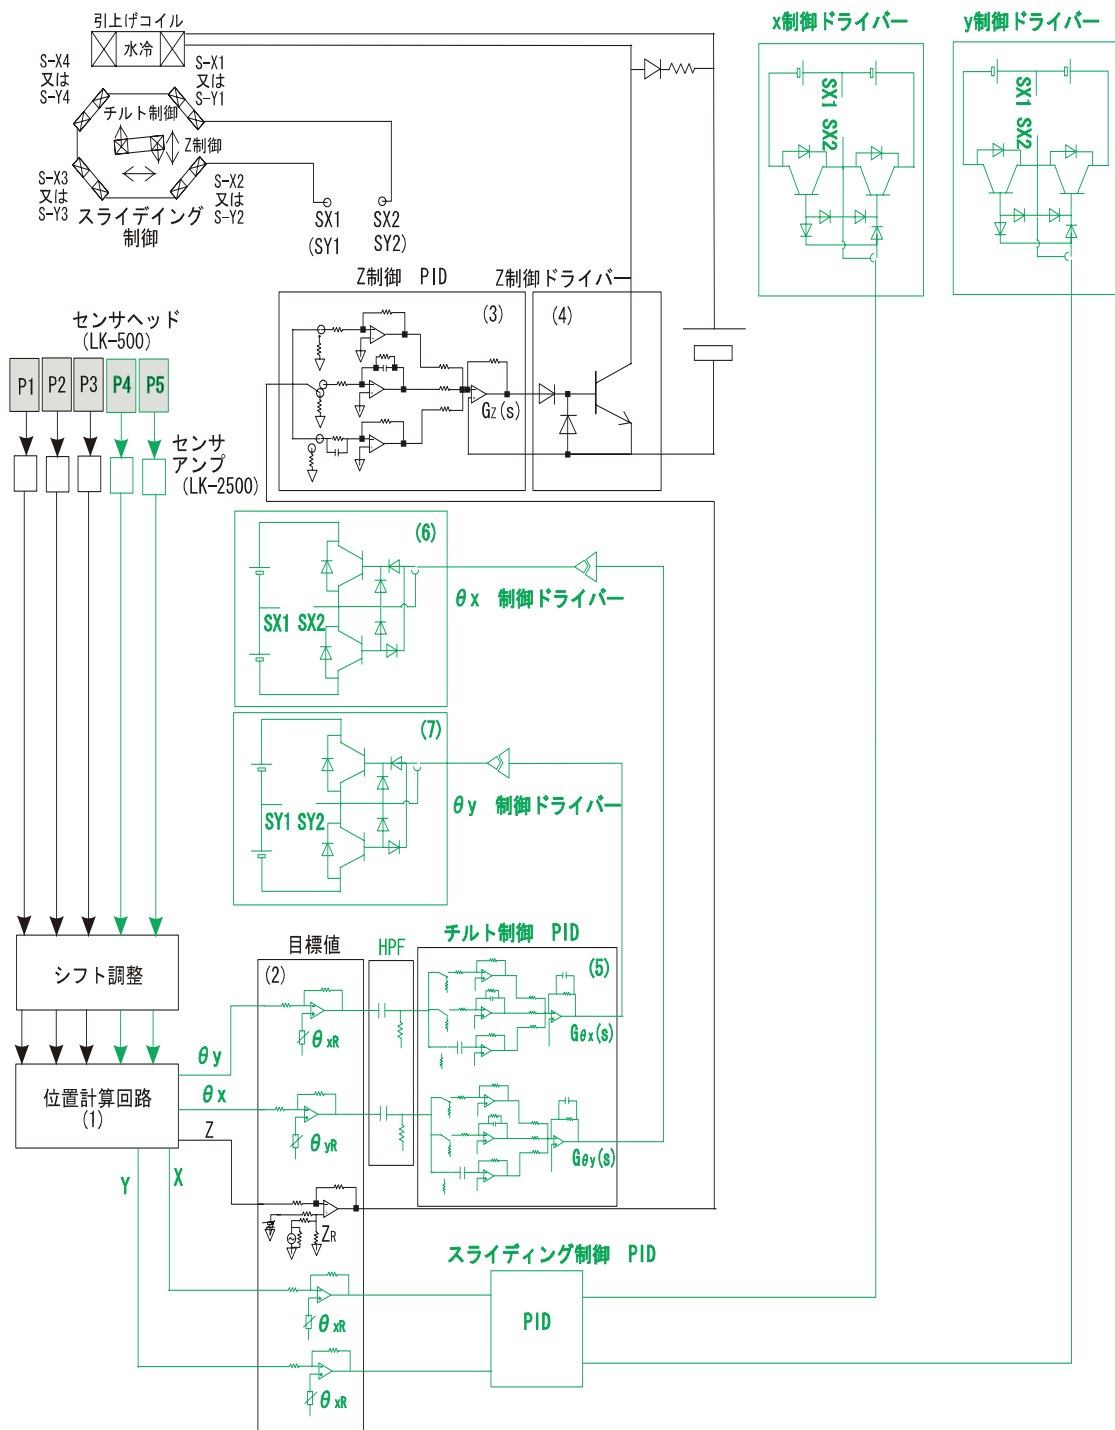 引上げコイル
水冷
S-X4
又は
S-Y4
S-X1
又は
S-Y1
チルト制御
Z制御
S-X3
又は
S-Y3
S-X2
又は
S-Y2
スライデイング
制御
SX1
(SY1
SX2
SY2)
x制御ドライバー
SX1 SX2
y制御ドライバー
SX1 SX2
Z制御 PID
(3)
GZ(s)
Z制御ドライバー
(4)
センサヘッド
(LK-500)
P1
P2
P3
P4
P5
センサ
アンプ
(LK-2500)
(6)
SX1 SX2
θx 制御ドライバー
(7)
SY1 SY2
θy 制御ドライバー
シフト調整
位置計算回路
(1)
θy
θx
Z
Y
X
目標値
(2)
θxR
θyR
ZR
θxR
θxR
HPF
チルト制御 PID
(5)
Gθx(s)
Gθy(s)
スライディング制御 PID
PID